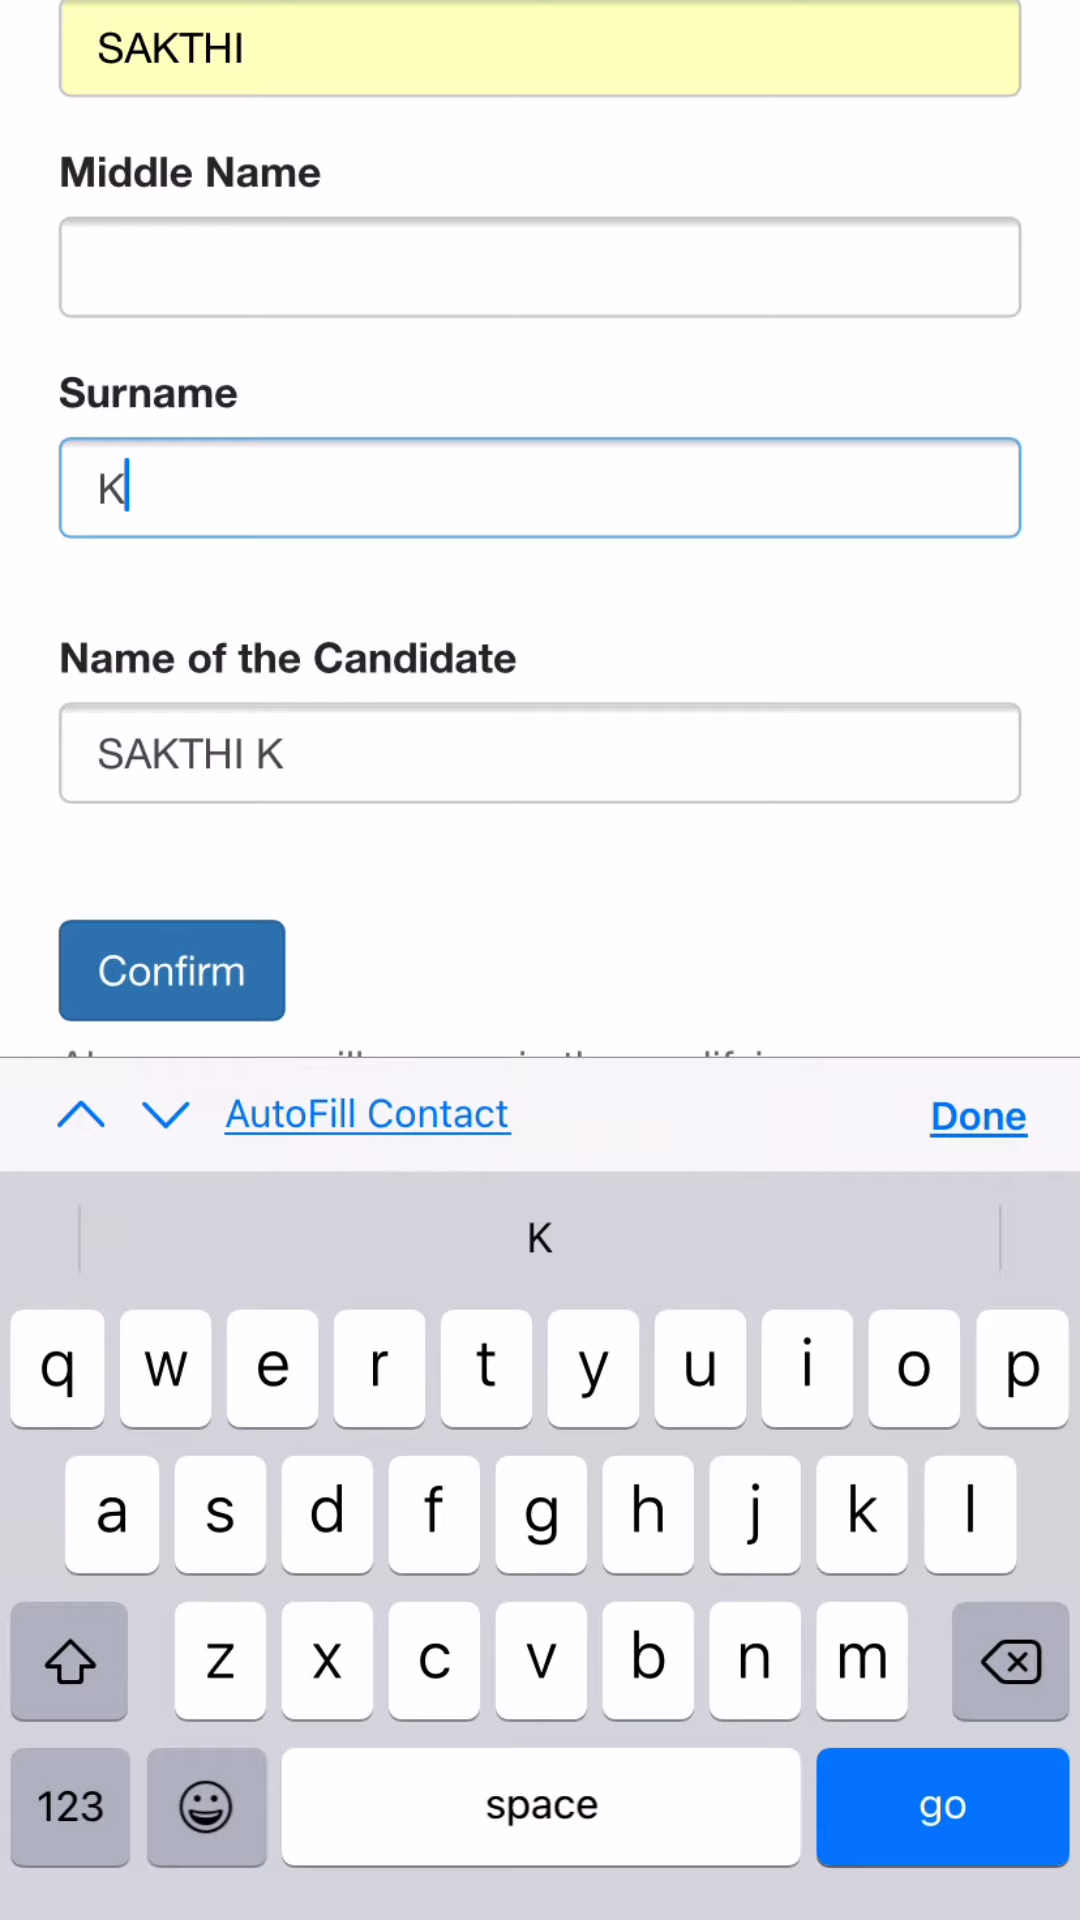 SAKTHI
Middle Name
Surname
K
Name of the Candidate
SAKTHI K
Confirm
AutoFill Contact
Done
K
q w e r t y u i o p
a s d f g h j k l
z x c v b n m
123 space go